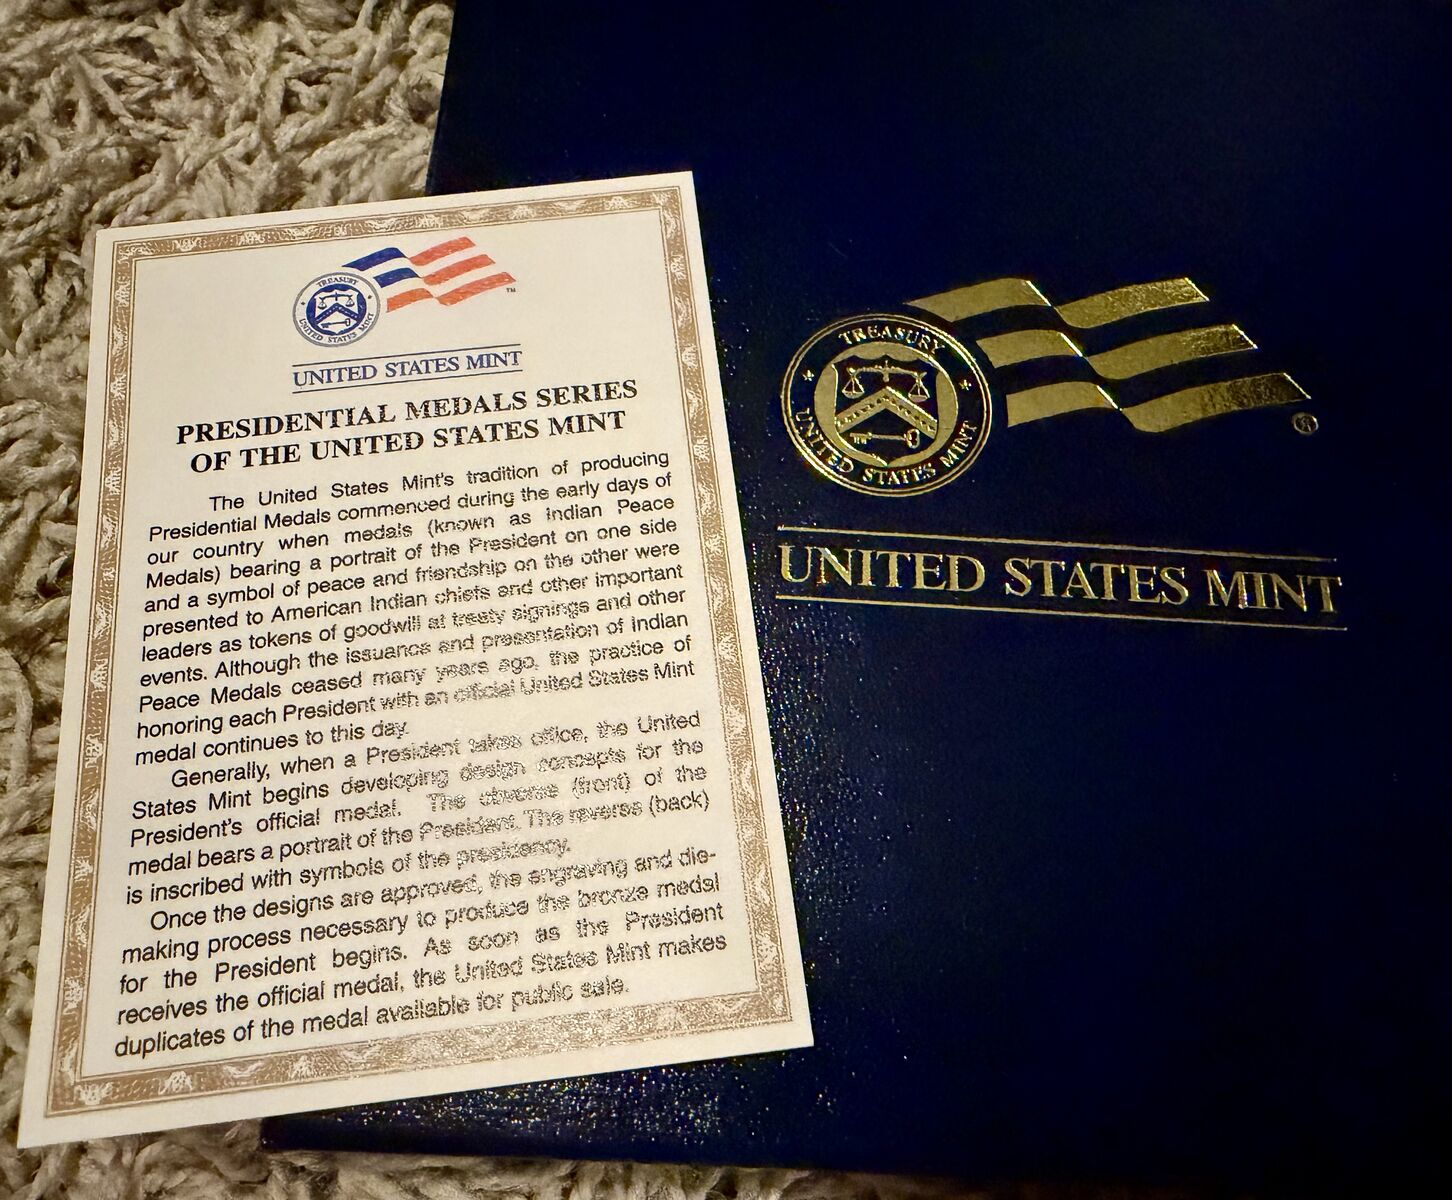 TREASURY
UNITED STATES MINT
™
UNITED STATES MINT
PRESIDENTIAL MEDALS SERIES
OF THE UNITED STATES MINT
The United States Mint's tradition of producing
Presidential Medals commenced during the early days of
our country when medals (known as Indian Peace
Medals) bearing a portrait of the President on one side
and a symbol of peace and friendship on the other were
presented to American Indian chiefs and other important
leaders as tokens of goodwill at treaty signings and other
events. Although the issuance and presentation of Indian
Peace Medals ceased many years ago, the practice of
honoring each President with an official United States Mint
medal continues to this day.
Generally, when a President takes office, the United
States Mint begins developing design concepts for the
President's official medal. The obverse (front) of the
medal bears a portrait of the President. The reverse (back)
is inscribed with symbols of the presidency.
Once the designs are approved, the engraving and die-
making process necessary to produce the bronze medal
for the President begins. As soon as the President
receives the official medal, the United States Mint makes
duplicates of the medal available for public sale.
TREASURY
UNITED STATES MINT
®
UNITED STATES MINT